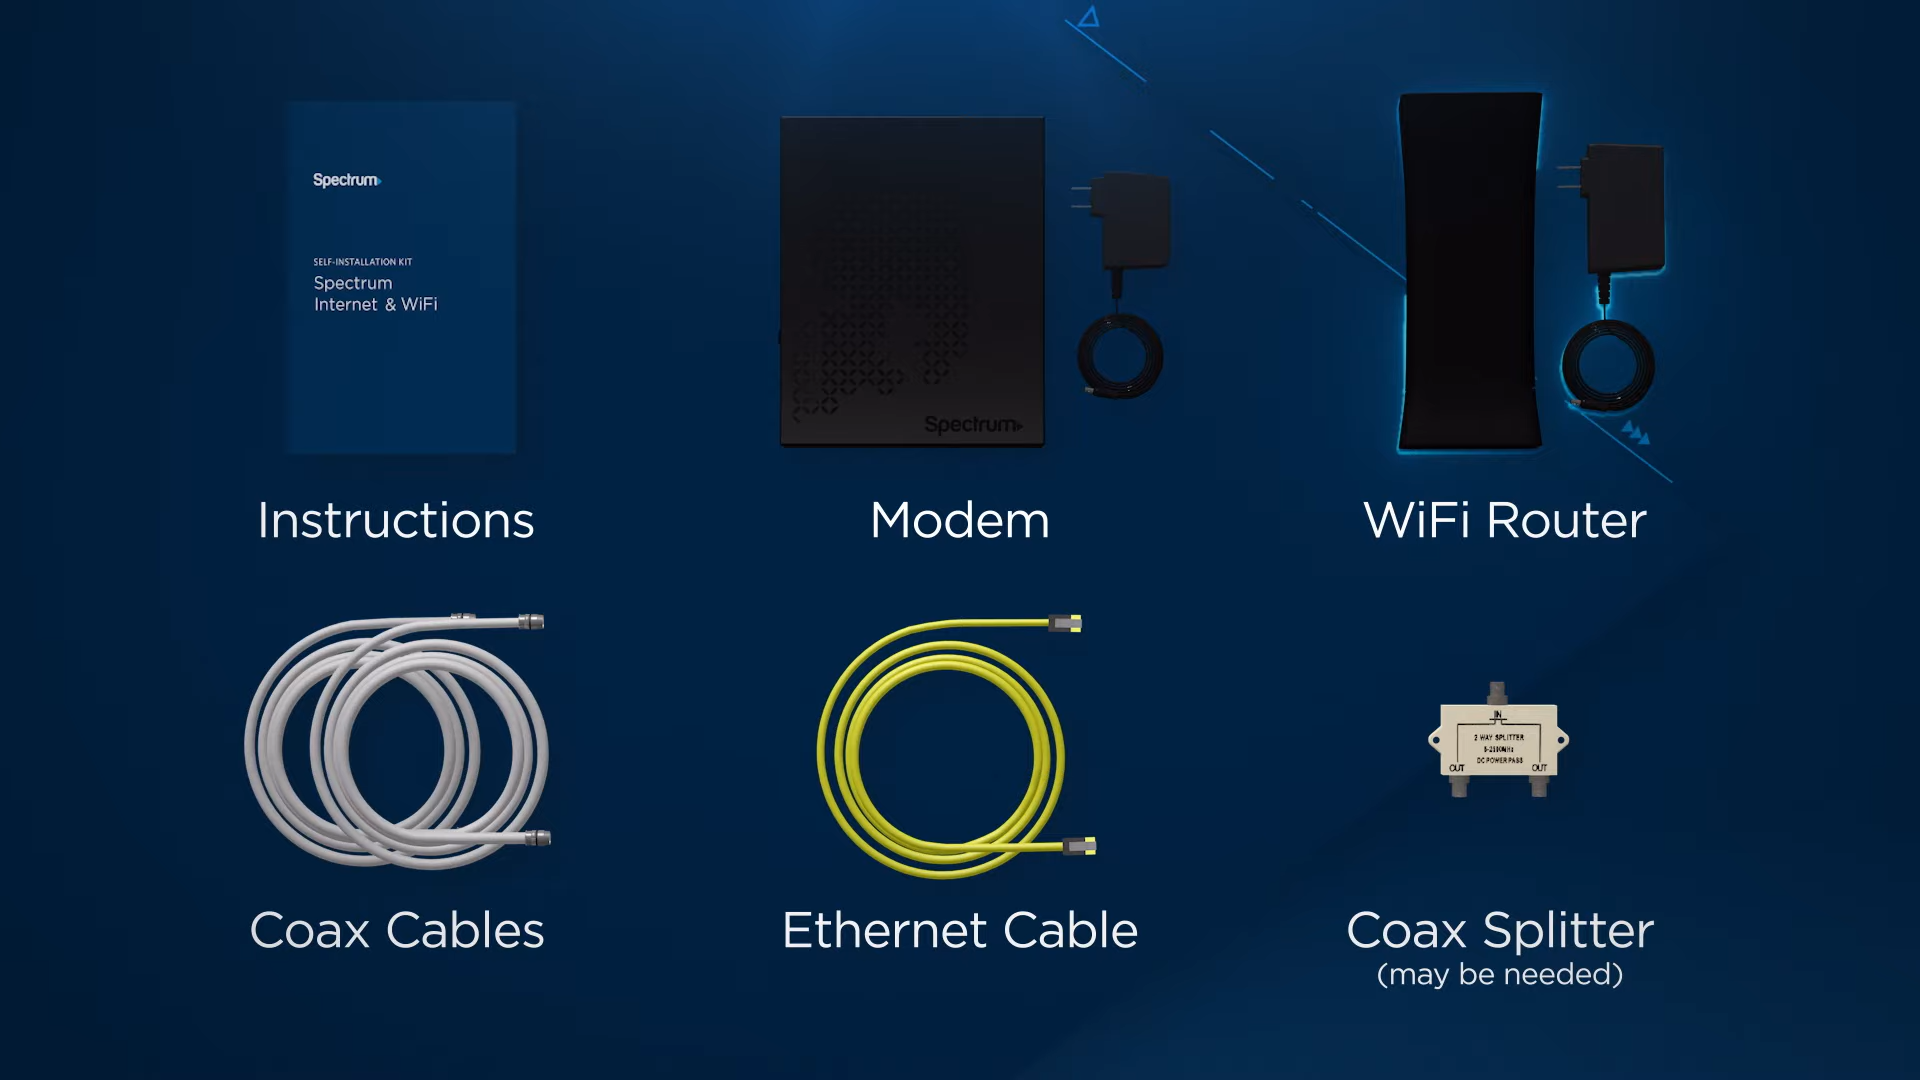 Spectrum
SELF-INSTALLATION KIT
Spectrum
Internet & WiFi
Spectrum
Instructions
Modem
WiFi Router
IN
2 WAY SPLITTER
DC POWER PASS
OUT
OUT
Coax Cables
Ethernet Cable
Coax Splitter
(may be needed)